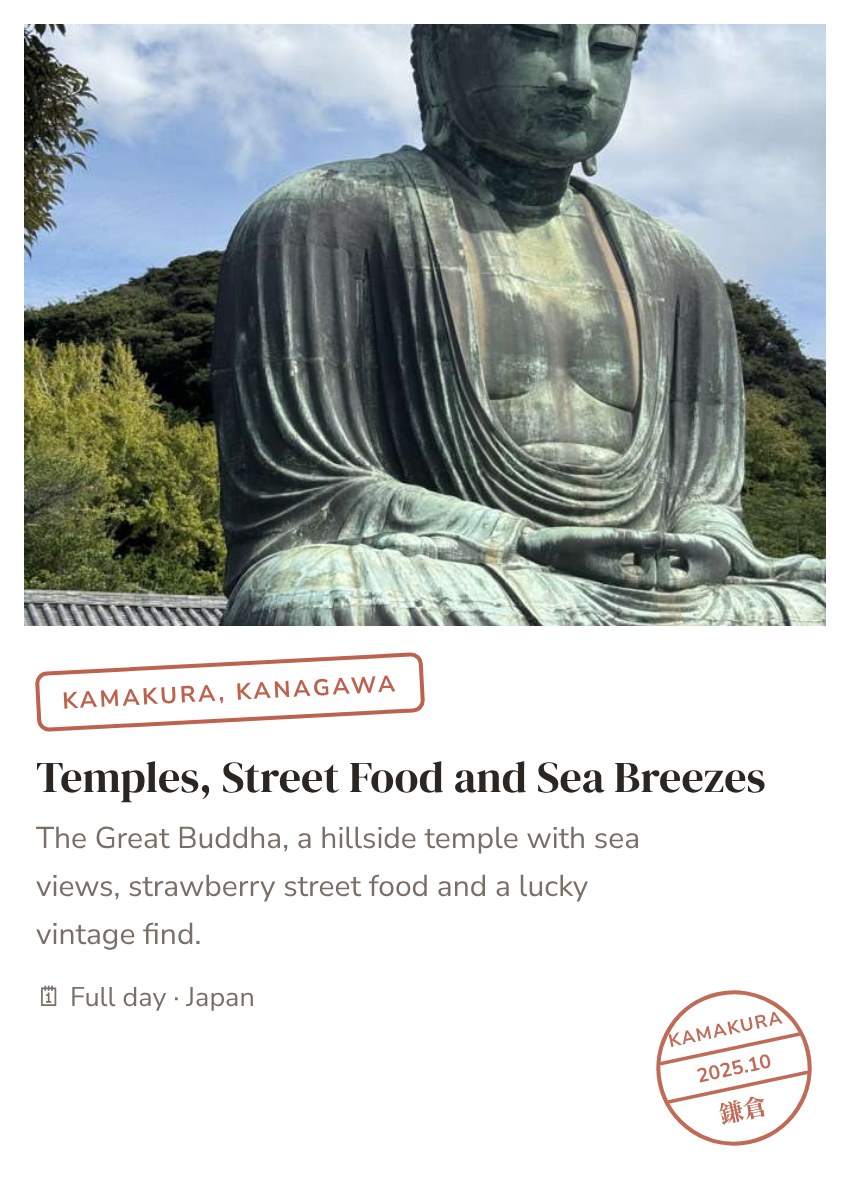 KAMAKURA, KANAGAWA
Temples, Street Food and Sea Breezes
The Great Buddha, a hillside temple with sea
views, strawberry street food and a lucky
vintage find.
Full day · Japan
KAMAKURA
2025.10
鎌倉